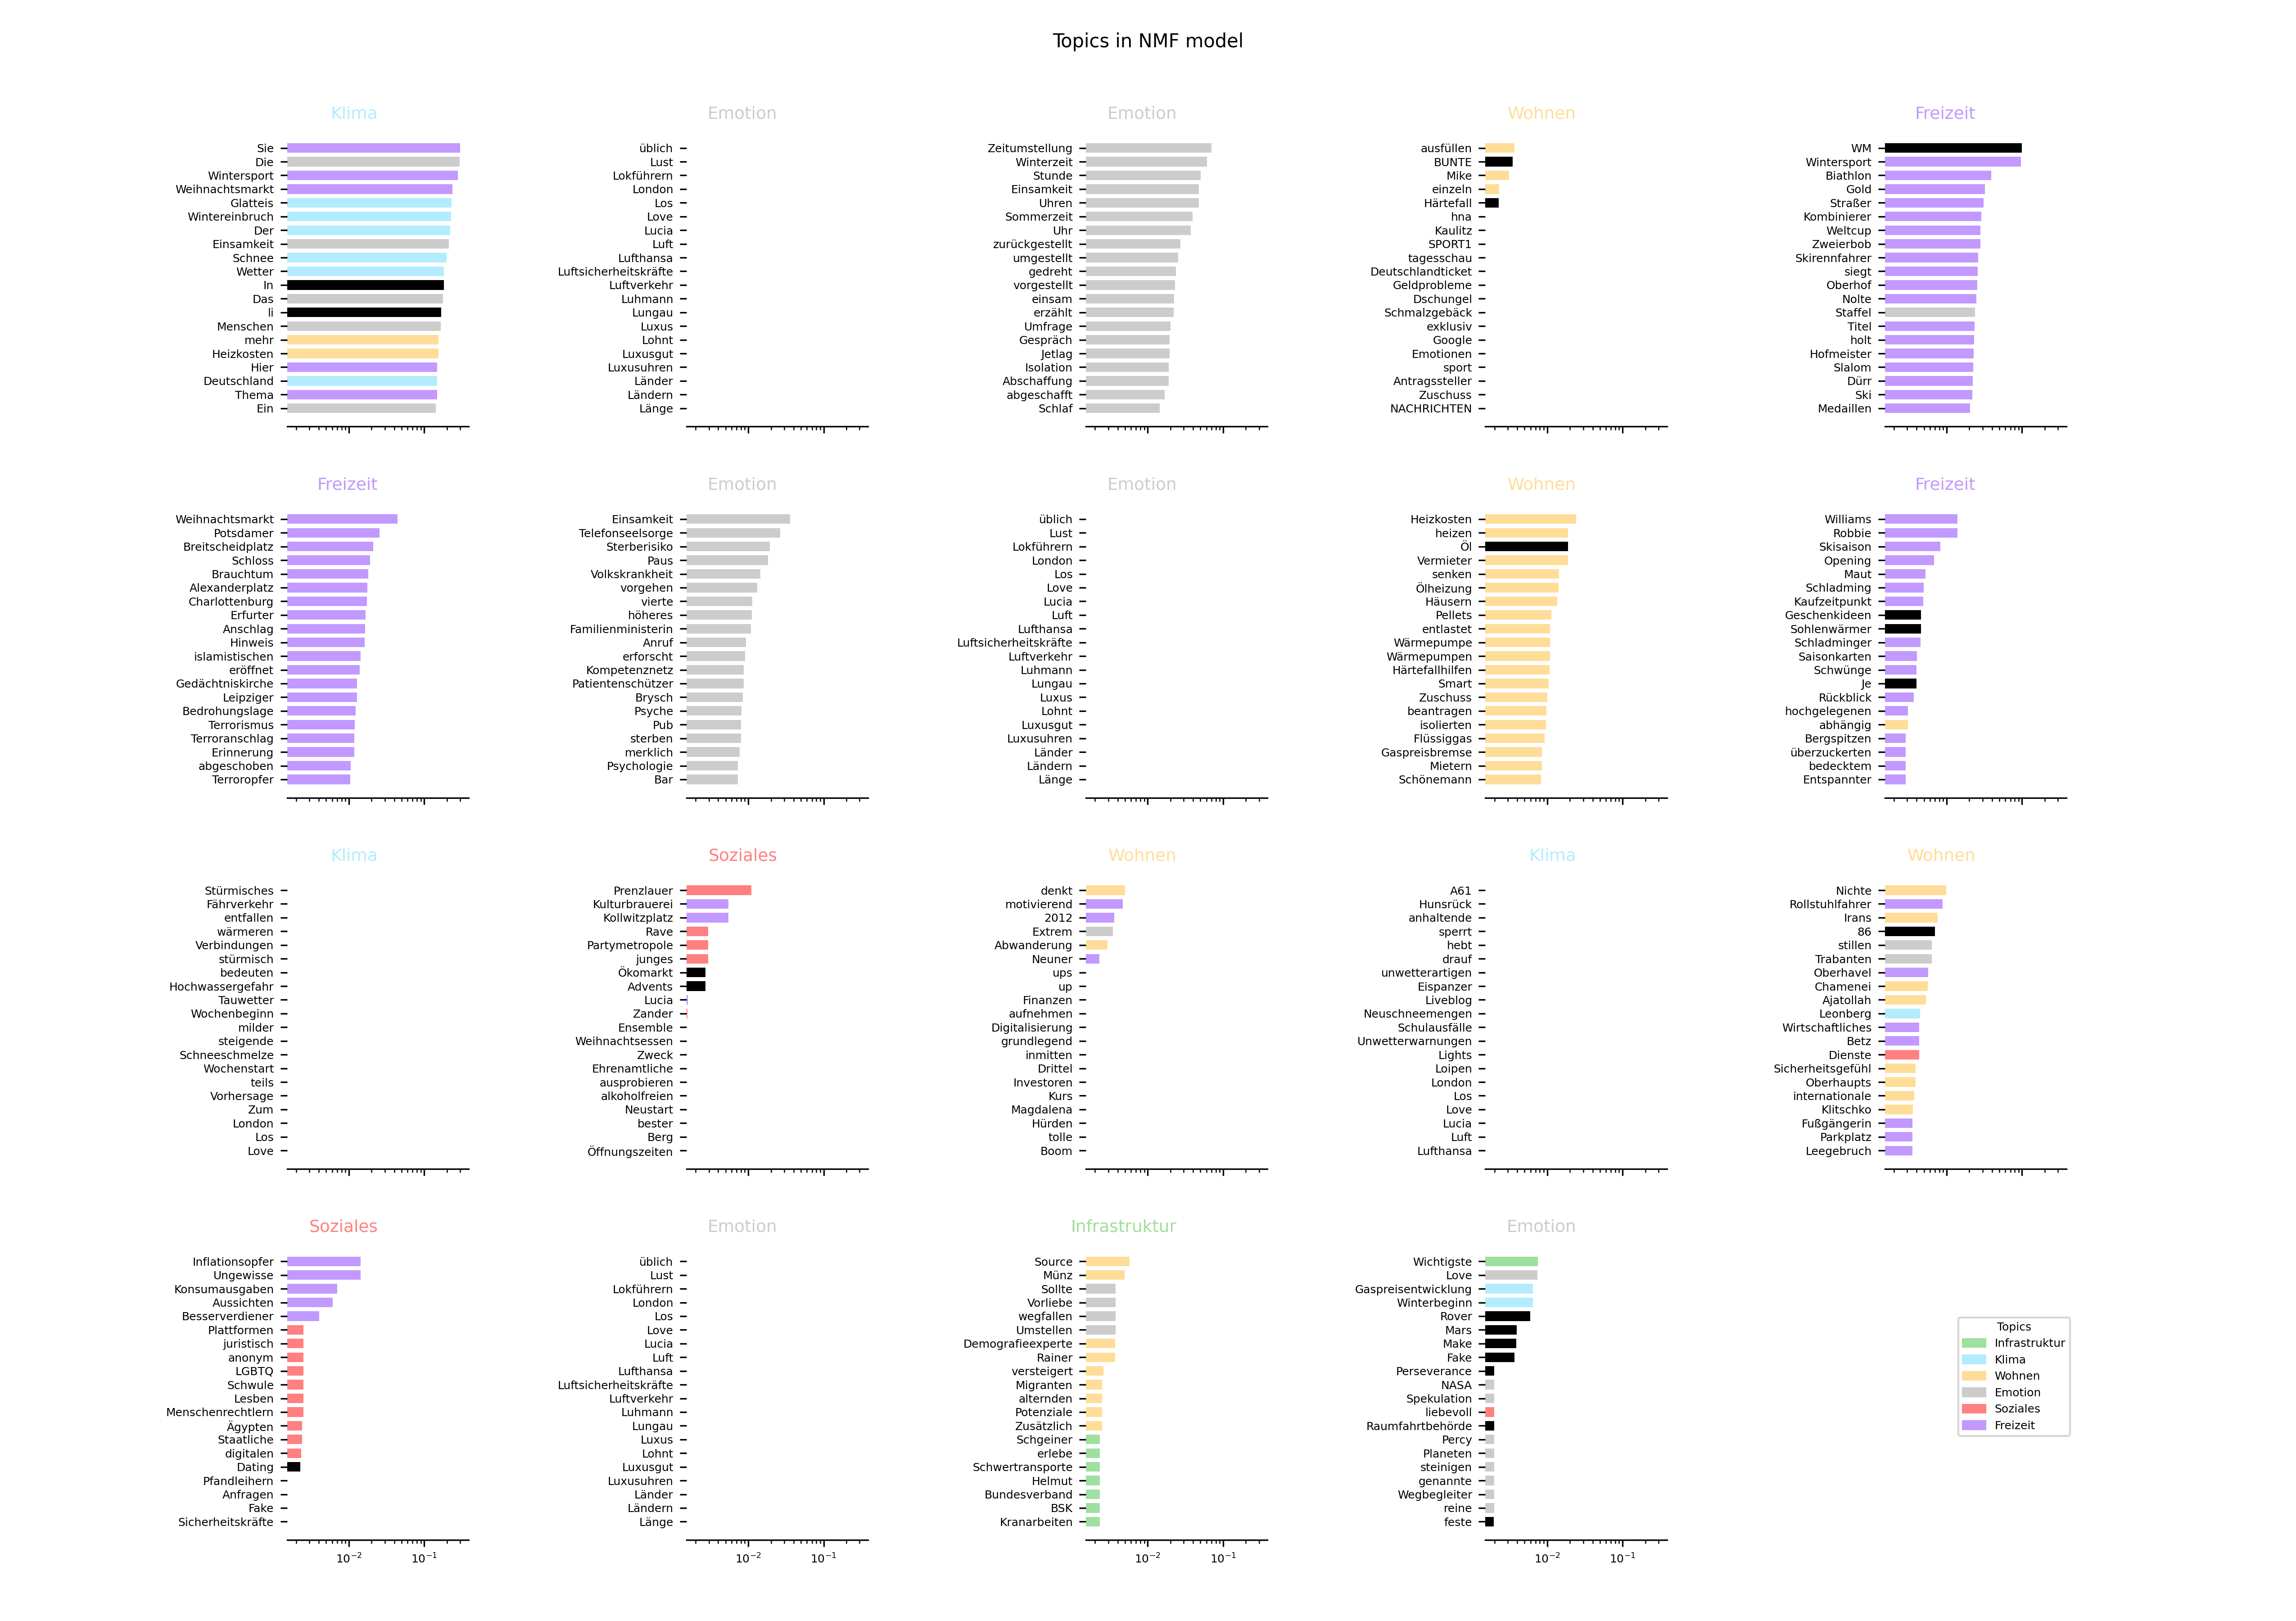 Topics in NMF model
Klima
Sie
Die
Wintersport
Weihnachtsmarkt
Glatteis
Wintereinbruch
Der
Einsamkeit
Schnee
Wetter
In
Das
li
Menschen
mehr
Heizkosten
Hier
Deutschland
Thema
Ein
Emotion
üblich
Lust
Lokführern
London
Los
Love
Lucia
Luft
Lufthansa
Luftsicherheitskräfte
Luftverkehr
Luhmann
Lungau
Luxus
Lohnt
Luxusgut
Luxusuhren
Länder
Ländern
Länge
Emotion
Zeitumstellung
Winterzeit
Stunde
Einsamkeit
Uhren
Sommerzeit
Uhr
zurückgestellt
umgestellt
gedreht
vorgestellt
einsam
erzählt
Umfrage
Gespräch
Jetlag
Isolation
Abschaffung
abgeschafft
Schlaf
Wohnen
ausfüllen
BUNTE
Mike
einzeln
Härtefall
hna
Kaulitz
SPORT1
tagesschau
Deutschlandticket
Geldprobleme
Dschungel
Schmalzgebäck
exklusiv
Google
Emotionen
sport
Antragssteller
Zuschuss
NACHRICHTEN
Freizeit
WM
Wintersport
Biathlon
Gold
Straßer
Kombinierer
Weltcup
Zweierbob
Skirennfahrer
siegt
Oberhof
Nolte
Staffel
Titel
holt
Hofmeister
Slalom
Dürr
Ski
Medaillen
Freizeit
Weihnachtsmarkt
Potsdamer
Breitscheidplatz
Schloss
Brauchtum
Alexanderplatz
Charlottenburg
Erfurter
Anschlag
Hinweis
islamistischen
eröffnet
Gedächtniskirche
Leipziger
Bedrohungslage
Terrorismus
Terroranschlag
Erinnerung
abgeschoben
Terroropfer
Emotion
Einsamkeit
Telefonseelsorge
Sterberisiko
Paus
Volkskrankheit
vorgehen
vierte
höheres
Familienministerin
Anruf
erforscht
Kompetenznetz
Patientenschützer
Brysch
Psyche
Pub
sterben
merklich
Psychologie
Bar
Emotion
üblich
Lust
Lokführern
London
Los
Love
Lucia
Luft
Lufthansa
Luftsicherheitskräfte
Luftverkehr
Luhmann
Lungau
Luxus
Lohnt
Luxusgut
Luxusuhren
Länder
Ländern
Länge
Wohnen
Heizkosten
heizen
Öl
Vermieter
senken
Ölheizung
Häusern
Pellets
entlastet
Wärmepumpe
Wärmepumpen
Härtefallhilfen
Smart
Zuschuss
beantragen
isolierten
Flüssiggas
Gaspreisbremse
Mietern
Schönemann
Freizeit
Williams
Robbie
Skisaison
Opening
Maut
Schladming
Kaufzeitpunkt
Geschenkideen
Sohlenwärmer
Schladminger
Saisonkarten
Schwünge
Je
Rückblick
hochgelegenen
abhängig
Bergspitzen
überzuckerten
bedecktem
Entspannter
Klima
Stürmisches
Fährverkehr
entfallen
wärmeren
Verbindungen
stürmisch
bedeuten
Hochwassergefahr
Tauwetter
Wochenbeginn
milder
steigende
Schneeschmelze
Wochenstart
teils
Vorhersage
Zum
London
Los
Love
Soziales
Prenzlauer
Kulturbrauerei
Kollwitzplatz
Rave
Partymetropole
junges
Ökomarkt
Advents
Lucia
Zander
Ensemble
Weihnachtsessen
Zweck
Ehrenamtliche
ausprobieren
alkoholfreien
Neustart
bester
Berg
Öffnungszeiten
Wohnen
denkt
motivierend
2012
Extrem
Abwanderung
Neuner
ups
up
Finanzen
aufnehmen
Digitalisierung
grundlegend
inmitten
Drittel
Investoren
Kurs
Magdalena
Hürden
tolle
Boom
Klima
A61
Hunsrück
anhaltende
sperrt
hebt
drauf
unwetterartigen
Eispanzer
Liveblog
Neuschneemengen
Schulausfälle
Unwetterwarnungen
Lights
Loipen
London
Los
Love
Lucia
Luft
Lufthansa
Wohnen
Nichte
Rollstuhlfahrer
Irans
86
stillen
Trabanten
Oberhavel
Chamenei
Ajatollah
Leonberg
Wirtschaftliches
Betz
Dienste
Sicherheitsgefühl
Oberhaupts
internationale
Klitschko
Fußgängerin
Parkplatz
Leegebruch
Soziales
Inflationsopfer
Ungewisse
Konsumausgaben
Aussichten
Besserverdiener
Plattformen
juristisch
anonym
LGBTQ
Schwule
Lesben
Menschenrechtlern
Ägypten
Staatliche
digitalen
Dating
Pfandleihern
Anfragen
Fake
Sicherheitskräfte
10⁻² 10⁻¹
Emotion
üblich
Lust
Lokführern
London
Los
Love
Lucia
Luft
Lufthansa
Luftsicherheitskräfte
Luftverkehr
Luhmann
Lungau
Luxus
Lohnt
Luxusgut
Luxusuhren
Länder
Ländern
Länge
10⁻² 10⁻¹
Infrastruktur
Source
Münz
Sollte
Vorliebe
wegfallen
Umstellen
Demografieexperte
Rainer
versteigert
Migranten
alternden
Potenziale
Zusätzlich
Schgeiner
erlebe
Schwertransporte
Helmut
Bundesverband
BSK
Kranarbeiten
10⁻² 10⁻¹
Emotion
Wichtigste
Love
Gaspreisentwicklung
Winterbeginn
Rover
Mars
Make
Fake
Perseverance
NASA
Spekulation
liebevoll
Raumfahrtbehörde
Percy
Planeten
steinigen
genannte
Wegbegleiter
reine
feste
10⁻² 10⁻¹
Topics
Infrastruktur
Klima
Wohnen
Emotion
Soziales
Freizeit